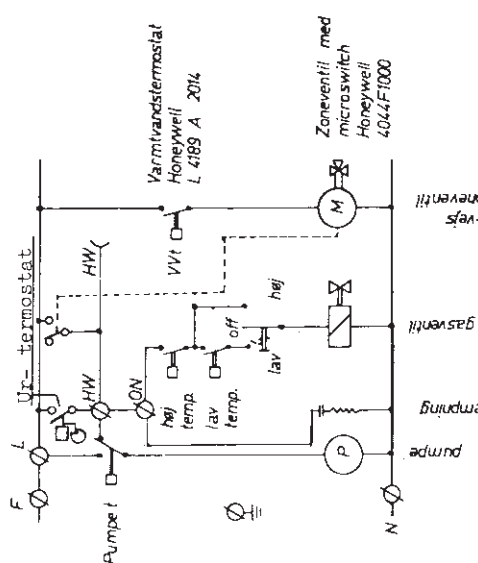 Ur- termostat
F
L
HW
HW
ON
Pumpe t
høj
temp.
lav
temp.
off
høj
lav
VVt
Varmtvandstermostat
Honeywell
L 4189 A 2014
Zoneventil med
microswitch
Honeywell
4044F1000
M
P
N
pumpe
gasventil